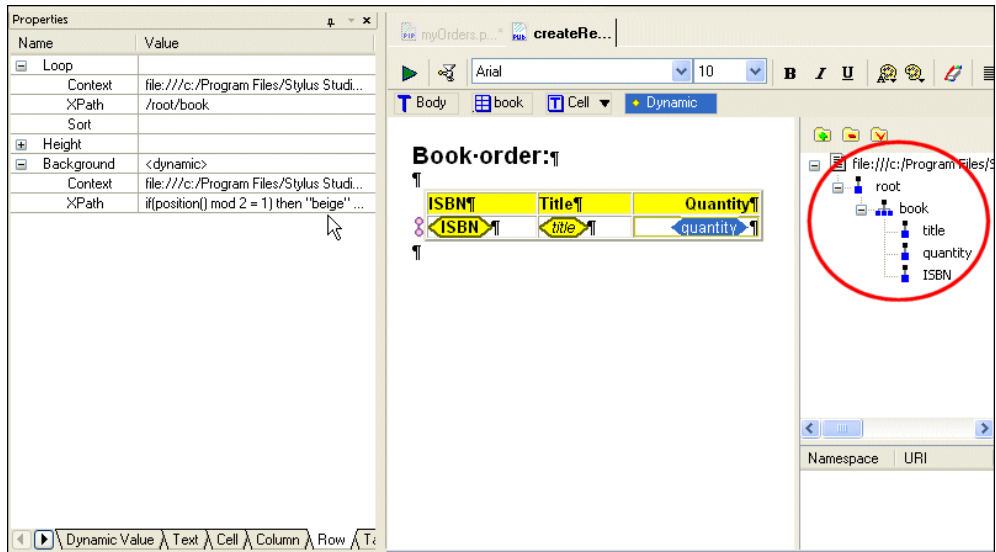 Properties
Name Value
Loop
Context file:///c:/Program Files/Stylus Studi...
XPath /root/book
Sort
Height
Background <dynamic>
Context file:///c:/Program Files/Stylus Studi...
XPath if(position() mod 2 = 1) then "beige" ...
Dynamic Value Text Cell Column Row
myOrders.p...* createRe...
Arial 10 B I U
Body book Cell Dynamic
Book·order:¶
¶
ISBN¶ Title¶ Quantity¶
ISBN ¶ title ¶ quantity ¶
¶
file:///c:/Program Files/S
root
book
title
quantity
ISBN
Namespace URI